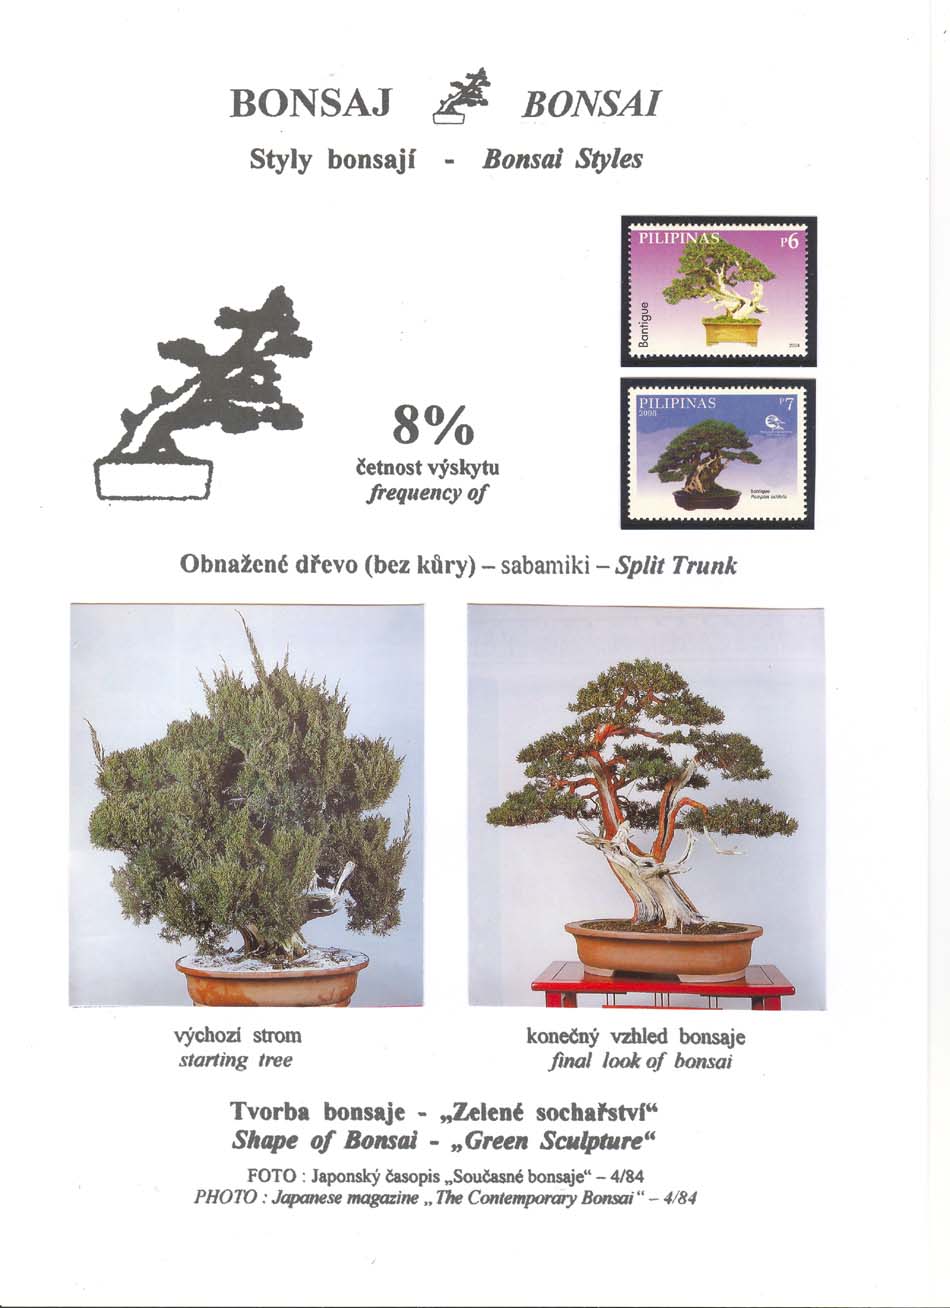 BONSAJ BONSAI
Styly bonsají - Bonsai Styles
PILIPINAS P6
Bantigue
2004
PILIPINAS P7
2008
bantigue
8%
četnost výskytu
frequency of
Obnažené dřevo (bez kůry) – sabamiki – Split Trunk
výchozí strom
starting tree
konečný vzhled bonsaje
final look of bonsai
Tvorba bonsaje - „Zelené sochařství“
Shape of Bonsai - „Green Sculpture“
FOTO : Japonský časopis „Současné bonsaje“ – 4/84
PHOTO : Japanese magazine „The Contemporary Bonsai“ – 4/84